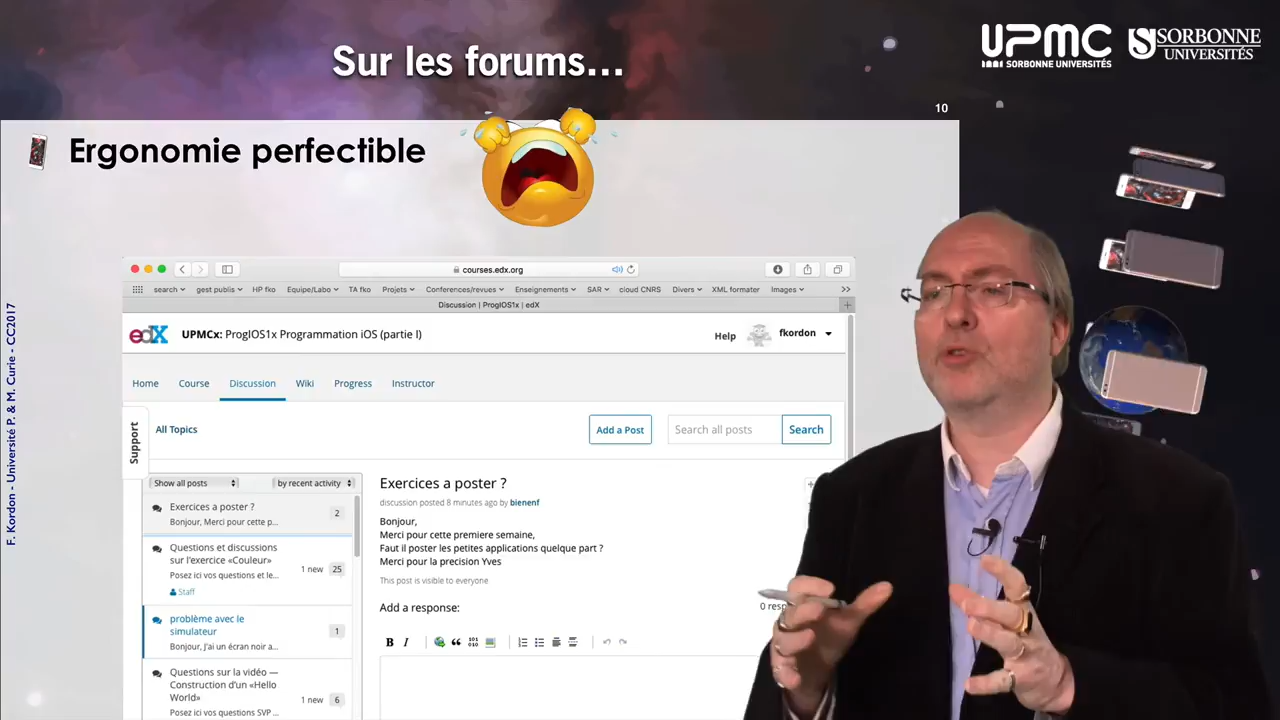 Sur les forums...
UPMC
SORBONNE UNIVERSITÉS
SORBONNE
UNIVERSITÉS
10
Ergonomie perfectible
F. Kordon - Université P. & M. Curie - CC2017
courses.edx.org
search
gest publis
HP fko
Equipe/Labo
TA fko
Projets
Conferences/revues
Enseignements
SAR
cloud CNRS
Divers
XML formater
Images
Discussion | ProgIOS1x | edX
edX
UPMCx: ProgIOS1x Programmation iOS (partie I)
Help
fkordon
Home
Course
Discussion
Wiki
Progress
Instructor
Support
All Topics
Add a Post
Search all posts
Search
Show all posts
by recent activity
Exercices a poster ?
Bonjour, Merci pour cette p...
2
Questions et discussions
sur l'exercice «Couleur»
Posez ici vos questions et le...
Staff
1 new
25
problème avec le
simulateur
Bonjour, J'ai un écran noir a...
1
Questions sur la vidéo —
Construction d'un «Hello
World»
Posez ici vos questions SVP ...
1 new
6
Exercices a poster ?
discussion posted 8 minutes ago by bienenf
Bonjour,
Merci pour cette premiere semaine,
Faut il poster les petites applications quelque part ?
Merci pour la precision Yves
This post is visible to everyone
Add a response:
0 resp
B I